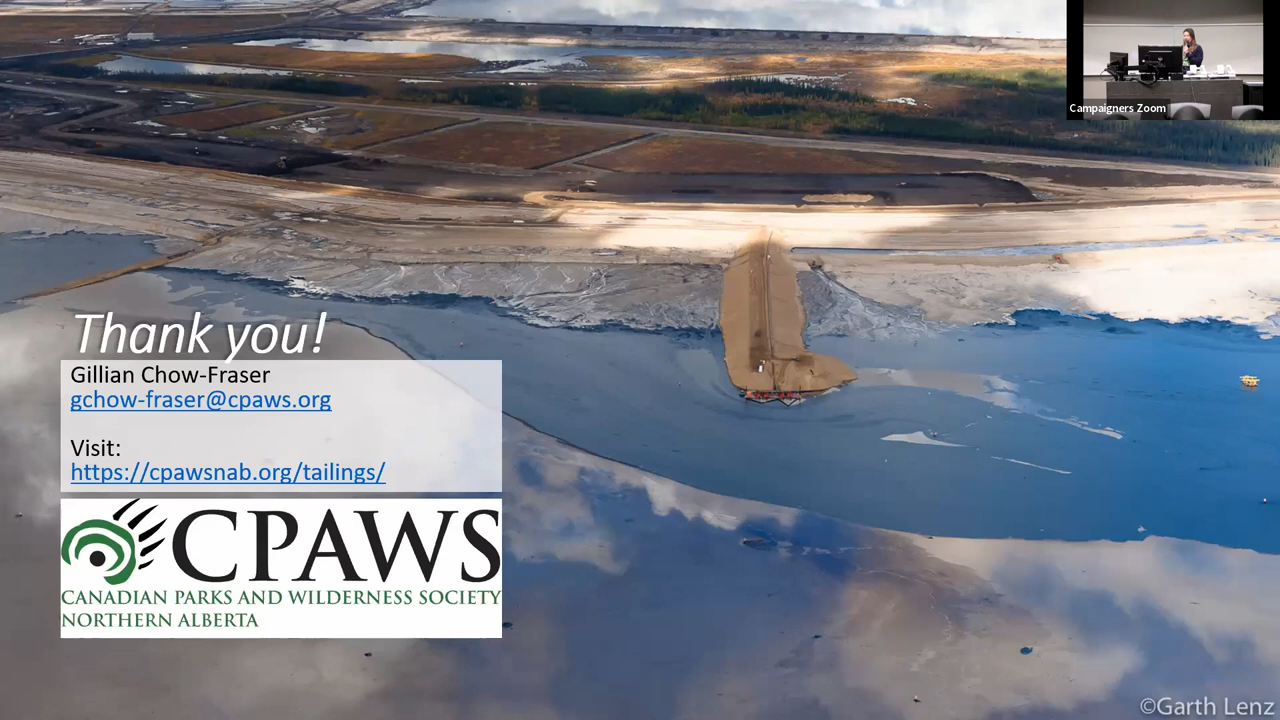 Campaigners Zoom
Thank you!
Gillian Chow-Fraser
gchow-fraser@cpaws.org
Visit:
https://cpawsnab.org/tailings/
CPAWS
CANADIAN PARKS AND WILDERNESS SOCIETY
NORTHERN ALBERTA
©Garth Lenz